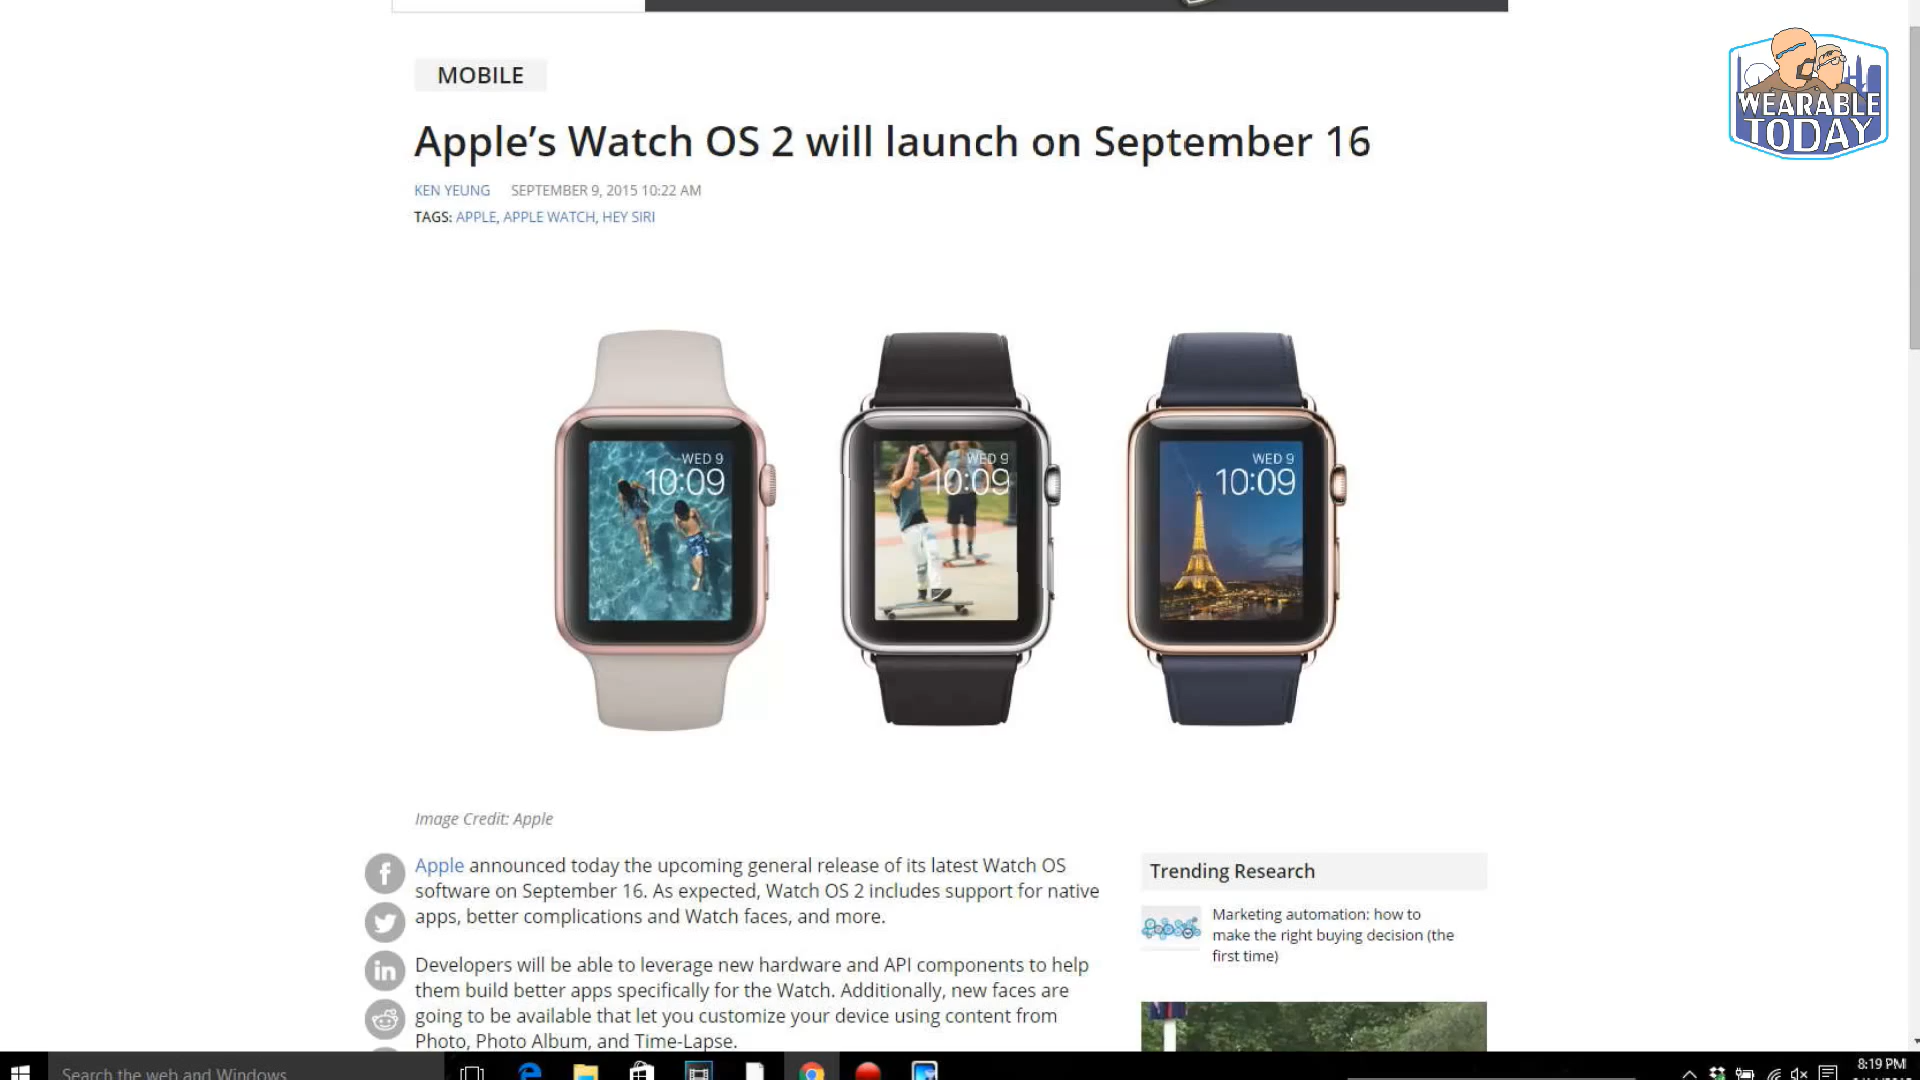 WEARABLE
TODAY
MOBILE
Apple's Watch OS 2 will launch on September 16
KEN YEUNG SEPTEMBER 9, 2015 10:22 AM
TAGS: APPLE, APPLE WATCH, HEY SIRI
WED 9
10:09
WED 9
10:09
WED 9
10:09
Image Credit: Apple
Apple announced today the upcoming general release of its latest Watch OS
software on September 16. As expected, Watch OS 2 includes support for native
apps, better complications and Watch faces, and more.
Developers will be able to leverage new hardware and API components to help
them build better apps specifically for the Watch. Additionally, new faces are
going to be available that let you customize your device using content from
Photo, Photo Album, and Time-Lapse.
Trending Research
Marketing automation: how to
make the right buying decision (the
first time)
Search the web and Windows
8:19 PM